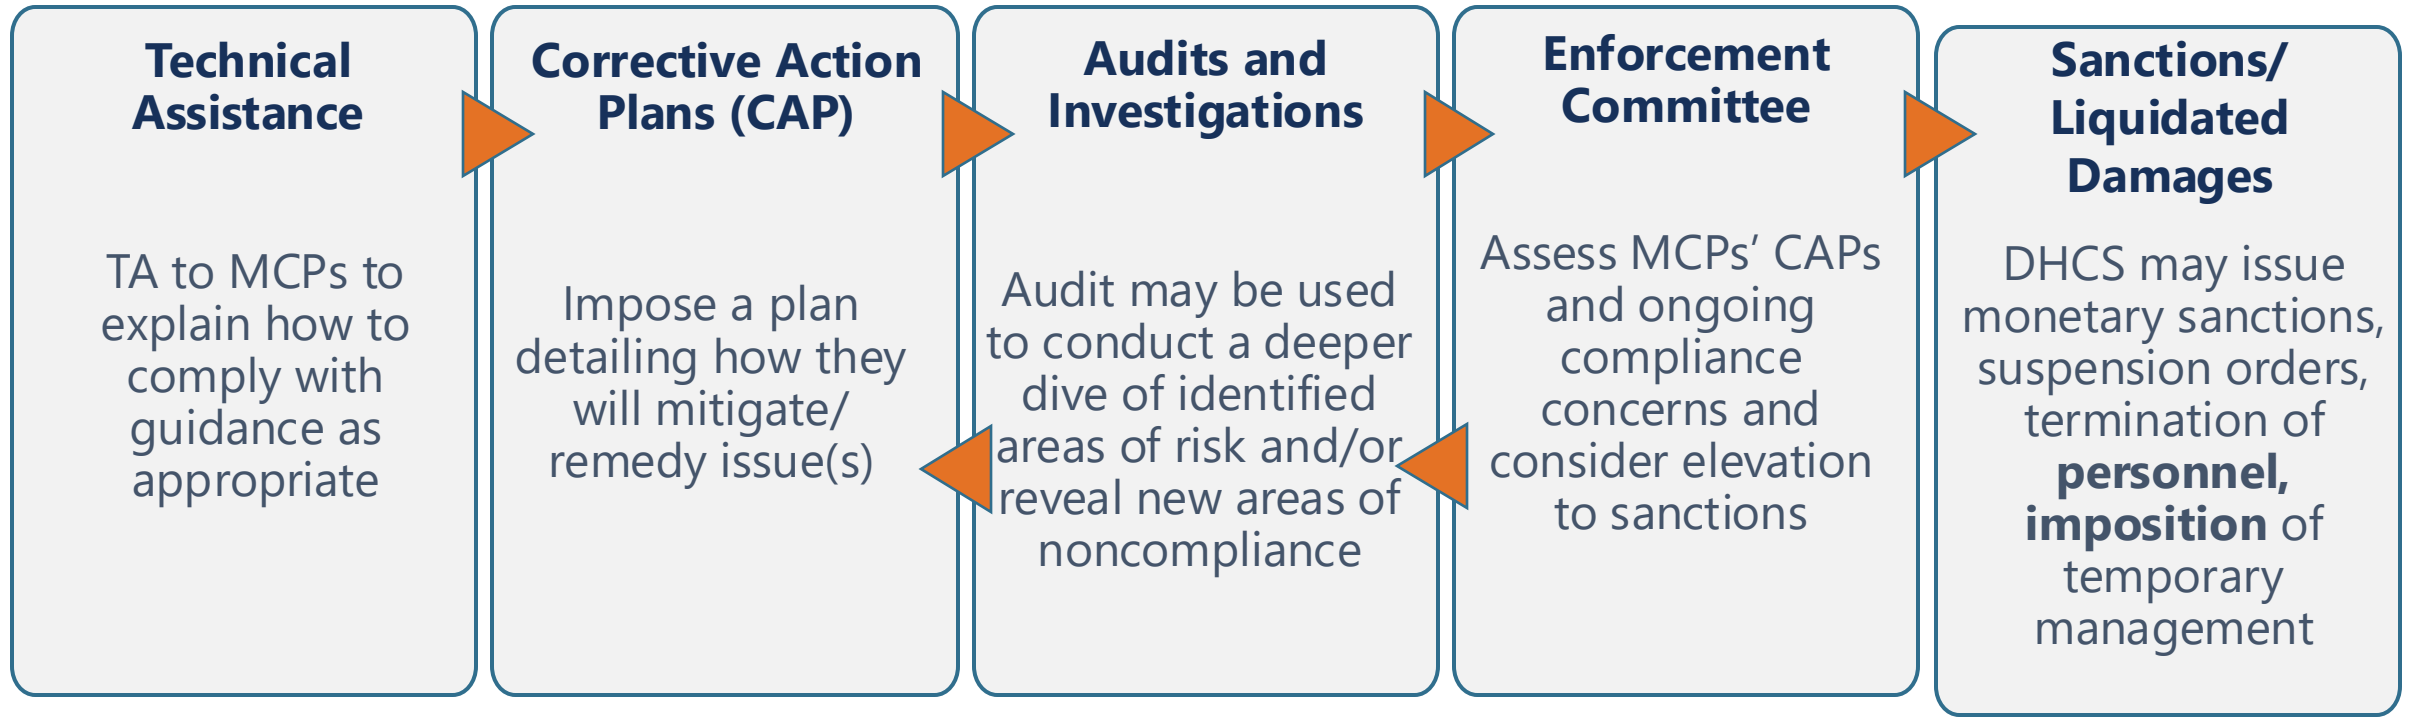 Technical
Assistance
TA to MCPs to
explain how to
comply with
guidance as
appropriate
Corrective Action
Plans (CAP)
Impose a plan
detailing how they
will mitigate/
remedy issue(s)
Audits and
Investigations
Audit may be used
to conduct a deeper
dive of identified
areas of risk and/or
reveal new areas of
noncompliance
Enforcement
Committee
Assess MCPs’ CAPs
and ongoing
compliance
concerns and
consider elevation
to sanctions
Sanctions/
Liquidated
Damages
DHCS may issue
monetary sanctions,
suspension orders,
termination of
personnel,
imposition of
temporary
management